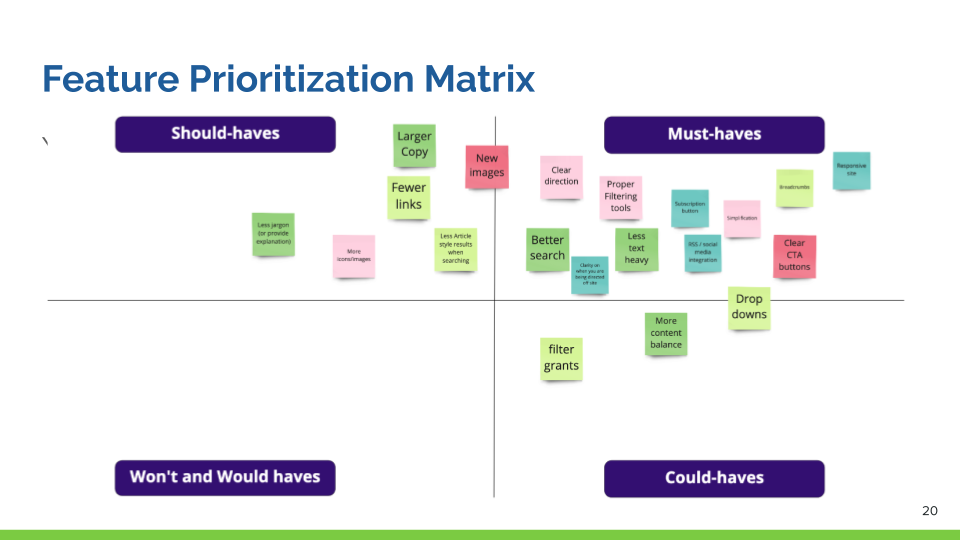 Feature Prioritization Matrix
Should-haves
Must-haves
Larger
Copy
New
images
Fewer
links
Less jargon
(or provide
explanation)
More
icons/images
Less Article
style results
when
searching
Clear
direction
Proper
Filtering
tools
Subscription
button
Simplification
Breadcrumbs
Responsive
site
Better
search
Clarity on
when you are
being directed
off site
Less
text
heavy
RSS / social
media
integration
Clear
CTA
buttons
Drop
downs
More
content
balance
filter
grants
Won't and Would haves
Could-haves
20